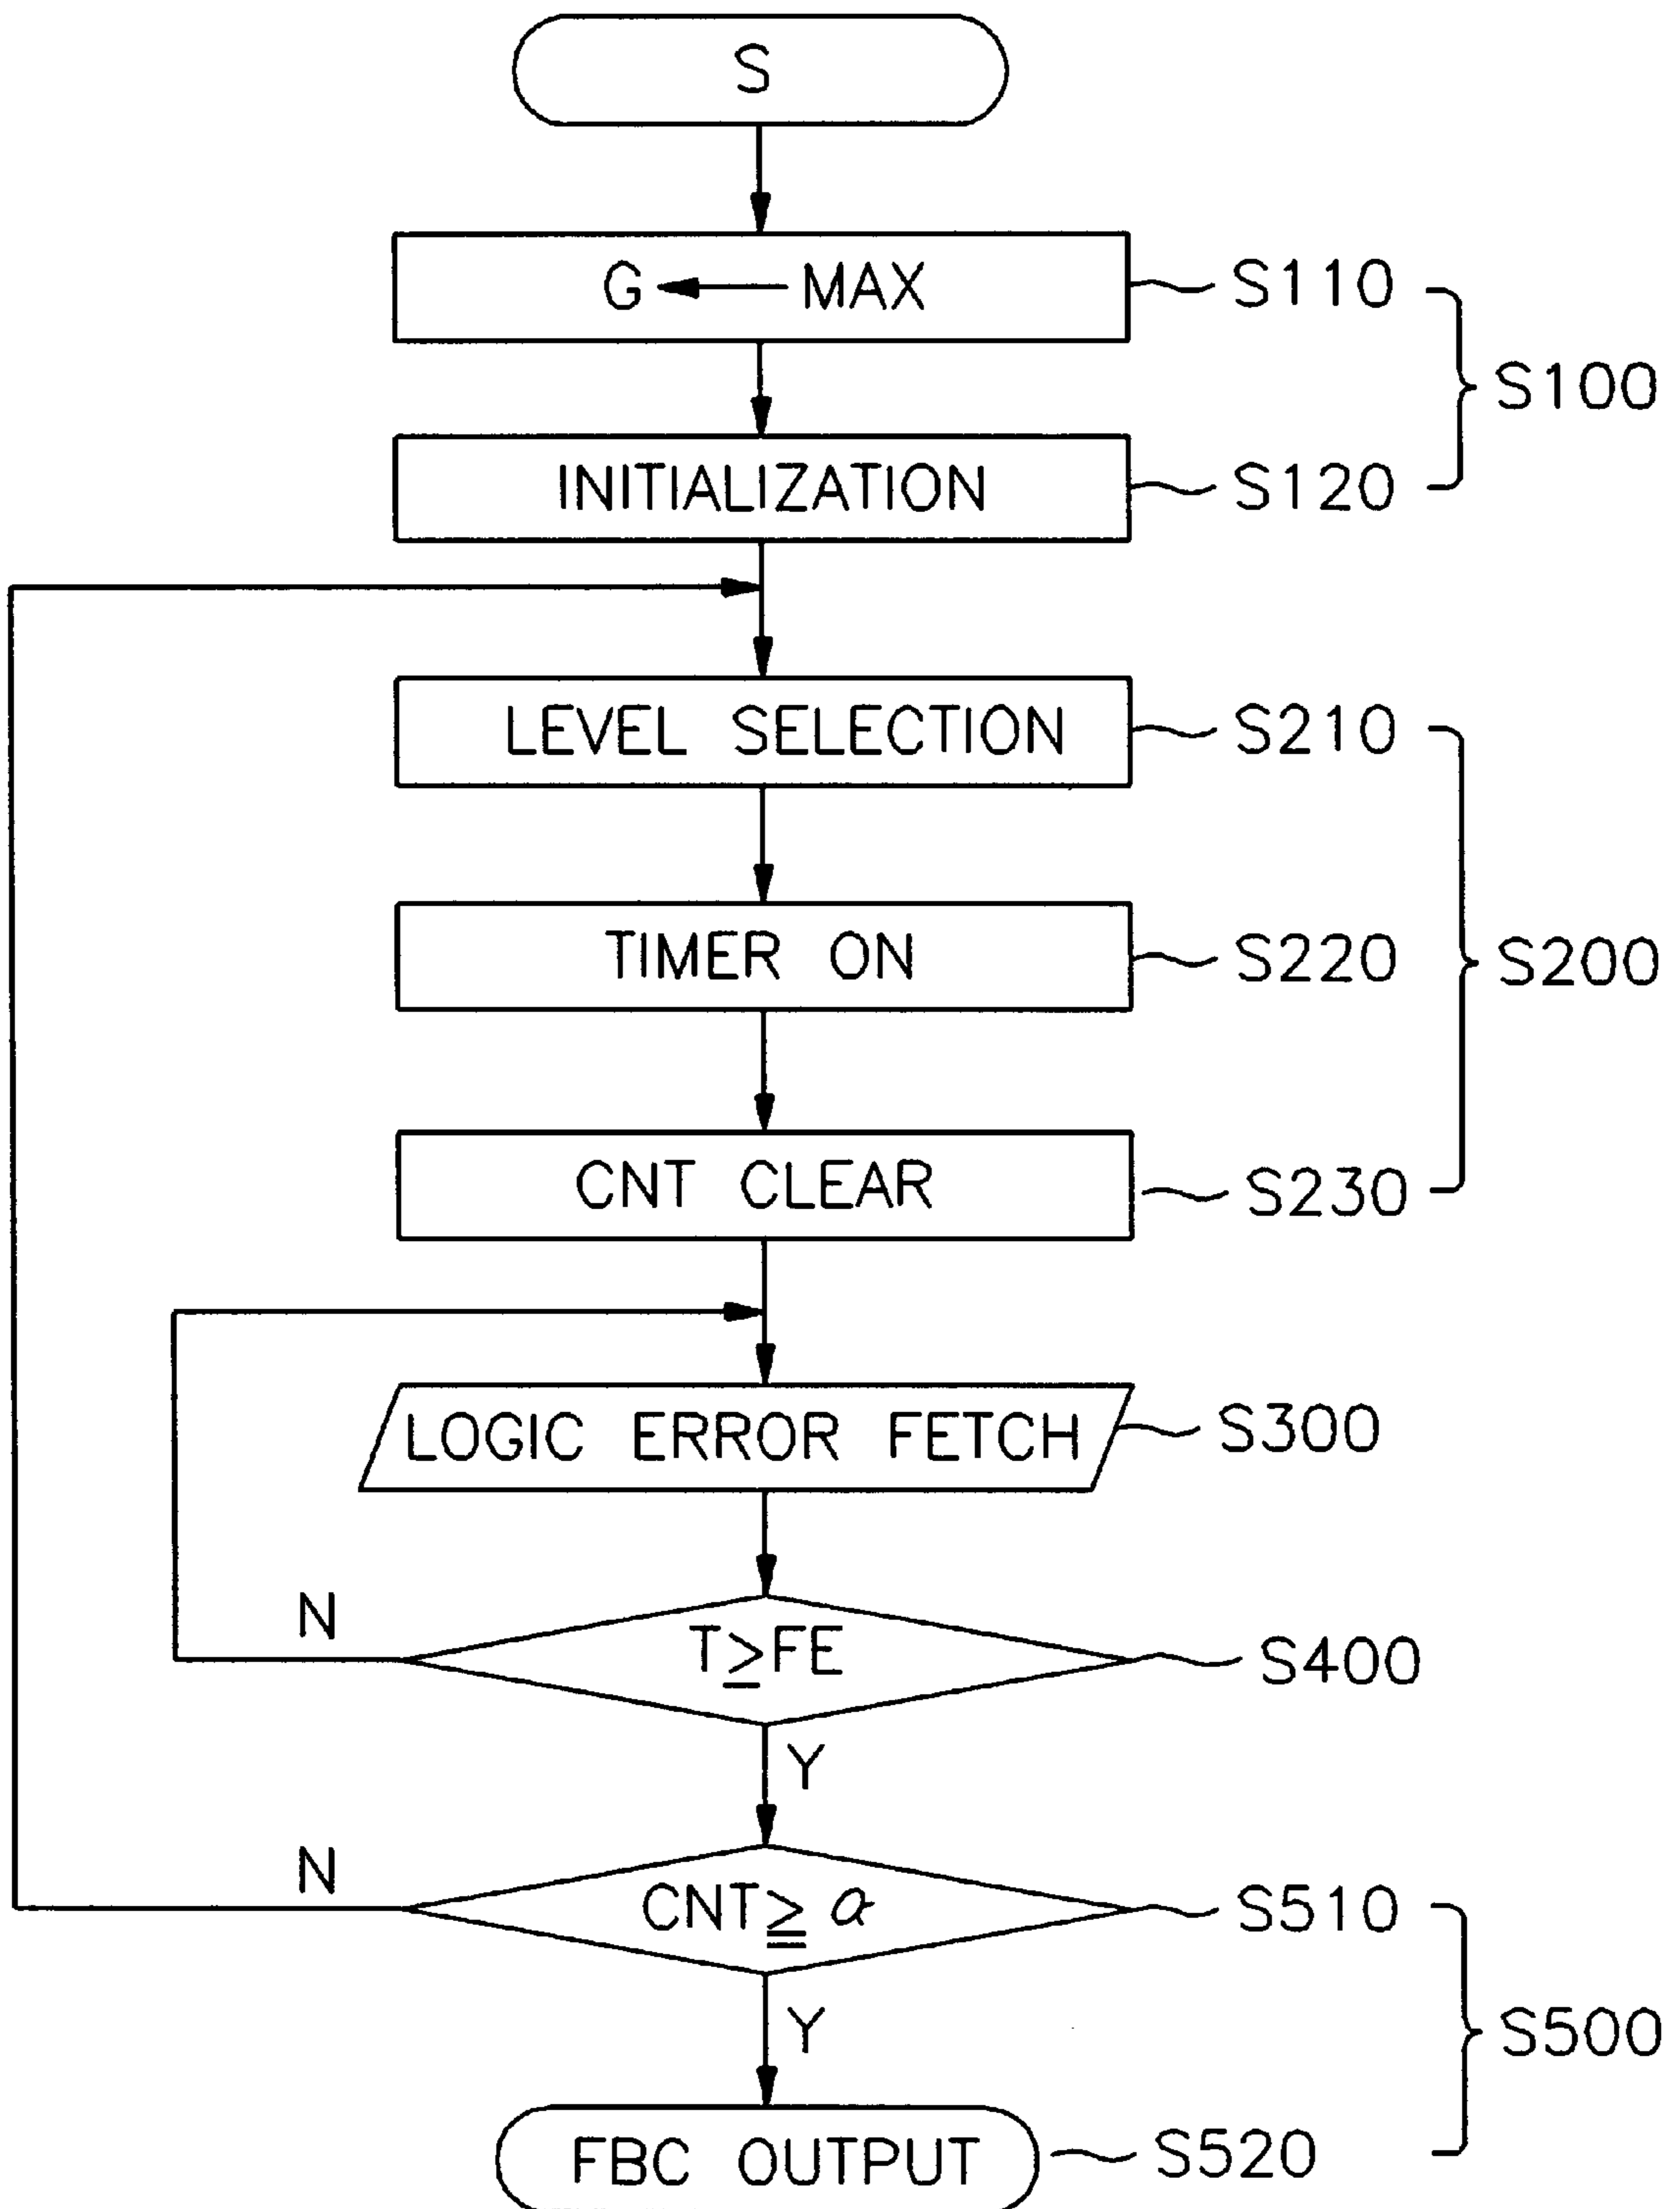 S
G ← MAX
S110
S100
INITIALIZATION
S120
LEVEL SELECTION
S210
TIMER ON
S220
S200
CNT CLEAR
S230
LOGIC ERROR FETCH
S300
N
T≥FE
S400
Y
N
CNT≧ a
S510
Y
S500
FBC OUTPUT
S520